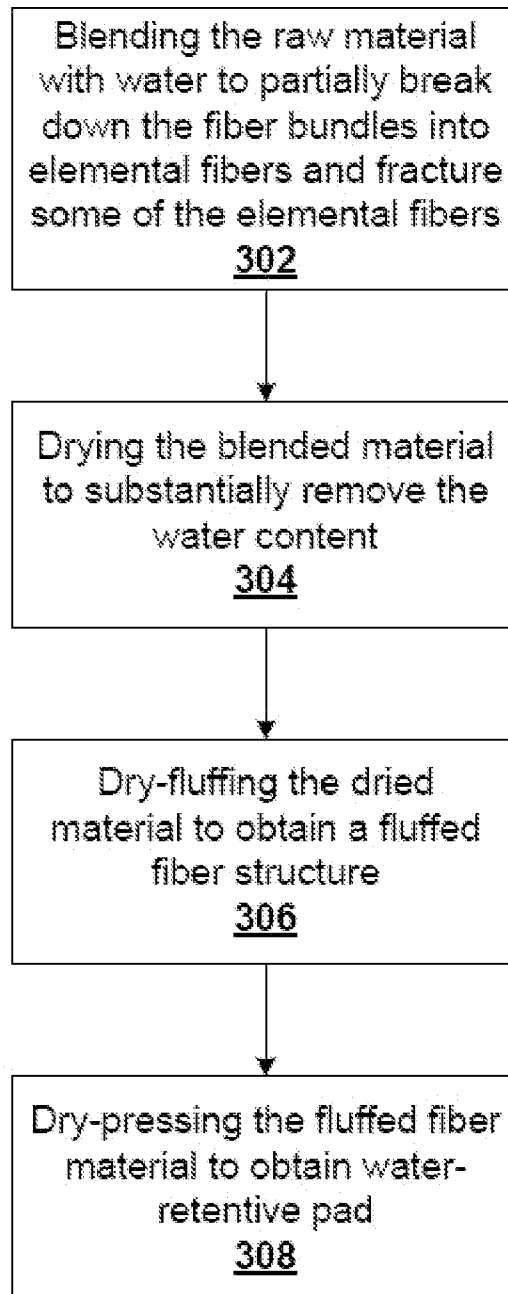 Blending the raw material
with water to partially break
down the fiber bundles into
elemental fibers and fracture
some of the elemental fibers
302
Drying the blended material
to substantially remove the
water content
304
Dry-fluffing the dried
material to obtain a fluffed
fiber structure
306
Dry-pressing the fluffed fiber
material to obtain water-
retentive pad
308